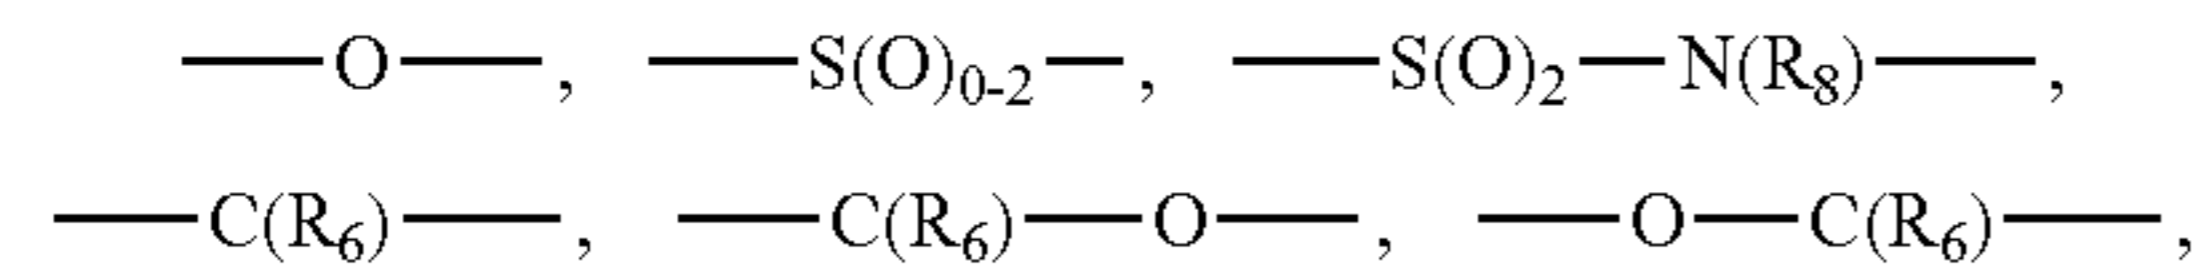 —O—, —S(O)₀₋₂—, —S(O)₂—N(R₈)—,
—C(R₆)—, —C(R₆)—O—, —O—C(R₆)—,